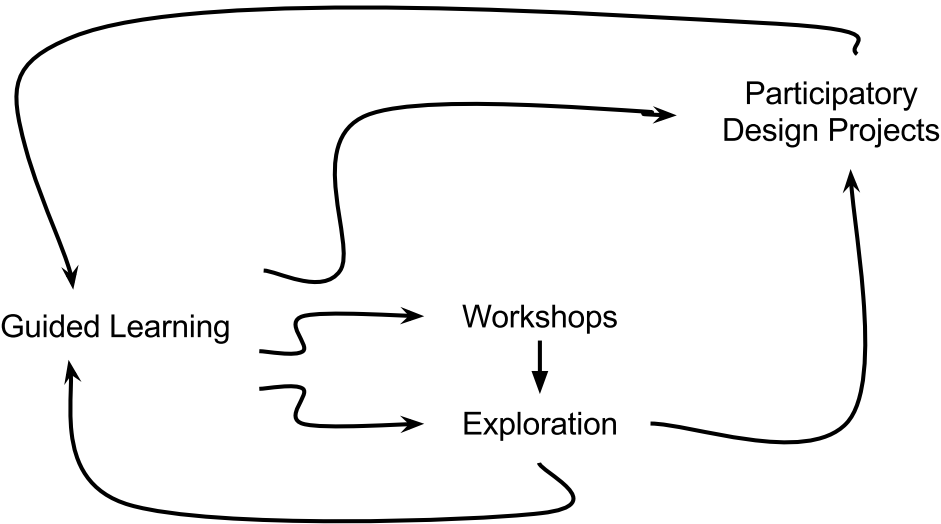 Participatory
Design Projects
Guided Learning
Workshops
Exploration